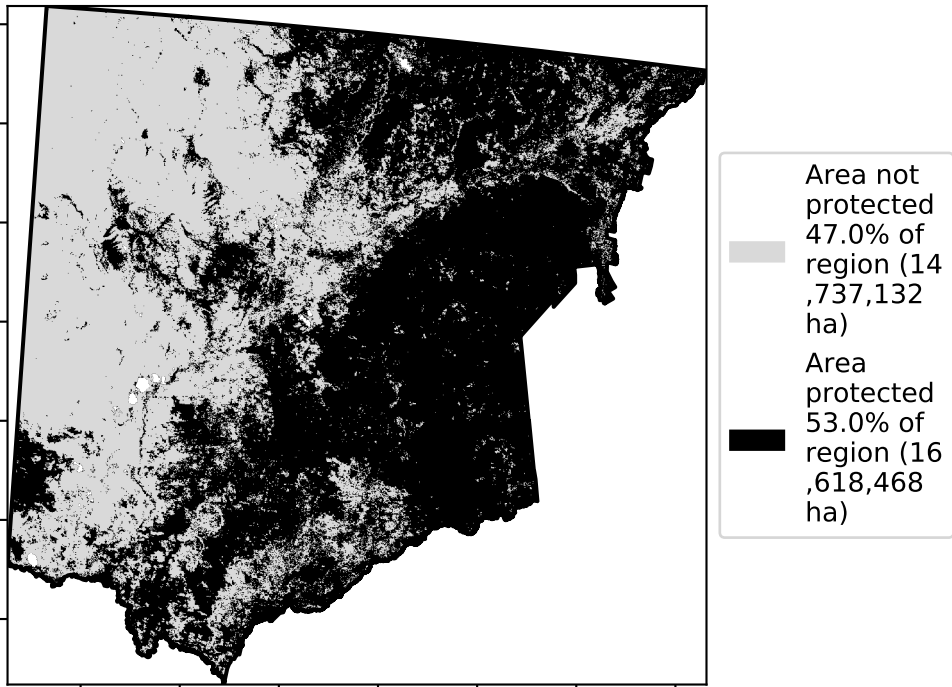 Area not
protected
47.0% of
region (14
,737,132
ha)
Area
protected
53.0% of
region (16
,618,468
ha)